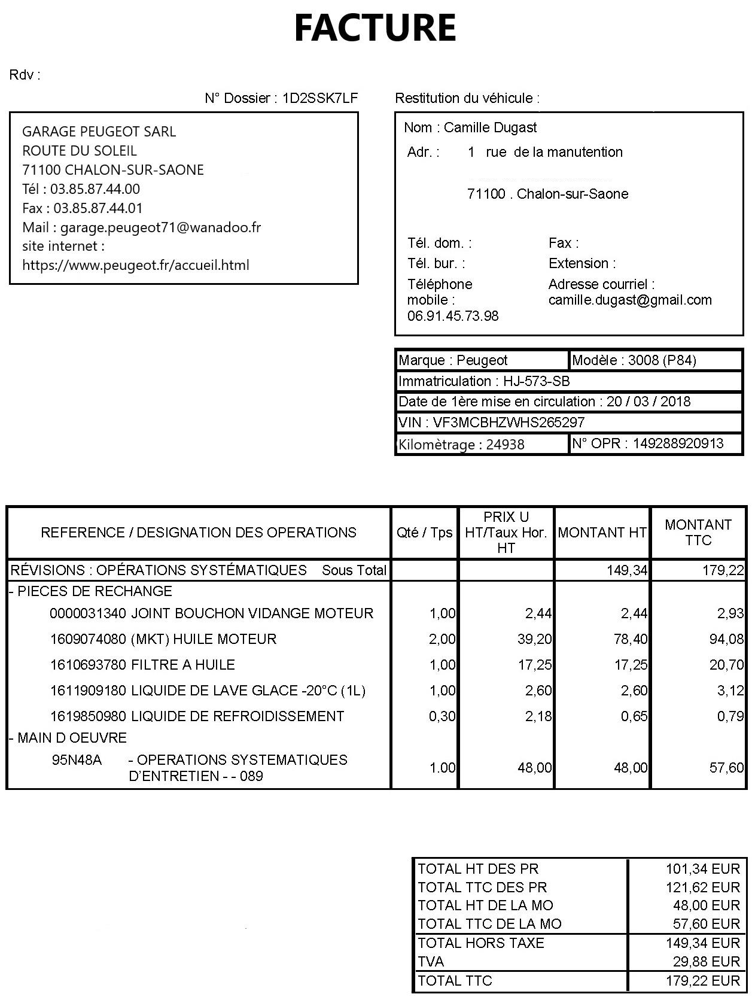 FACTURE
Rdv :
N° Dossier : 1D2SSK7LF
GARAGE PEUGEOT SARL
ROUTE DU SOLEIL
71100 CHALON-SUR-SAONE
Tél : 03.85.87.44.00
Fax : 03.85.87.44.01
Mail : garage.peugeot71@wanadoo.fr
site internet :
https://www.peugeot.fr/accueil.html
Restitution du véhicule :
Nom : Camille Dugast
Adr. : 1 rue de la manutention
71100 . Chalon-sur-Saone
Tél. dom. : Fax :
Tél. bur. : Extension :
Téléphone Adresse courriel :
mobile : camille.dugast@gmail.com
06.91.45.73.98
Marque : Peugeot Modèle : 3008 (P84)
Immatriculation : HJ-573-SB
Date de 1ère mise en circulation : 20 / 03 / 2018
VIN : VF3MCBHZWHS265297
Kilomètrage : 24938 N° OPR : 149288920913
REFERENCE / DESIGNATION DES OPERATIONS Qté / Tps PRIX U HT/Taux Hor. HT MONTANT HT MONTANT TTC
RÉVISIONS : OPÉRATIONS SYSTÉMATIQUES Sous Total 149,34 179,22
- PIECES DE RECHANGE
0000031340 JOINT BOUCHON VIDANGE MOTEUR 1,00 2,44 2,44 2,93
1609074080 (MKT) HUILE MOTEUR 2,00 39,20 78,40 94,08
1610693780 FILTRE A HUILE 1,00 17,25 17,25 20,70
1611909180 LIQUIDE DE LAVE GLACE -20°C (1L) 1,00 2,60 2,60 3,12
1619850980 LIQUIDE DE REFROIDISSEMENT 0,30 2,18 0,65 0,79
- MAIN D OEUVRE
95N48A - OPERATIONS SYSTEMATIQUES
D'ENTRETIEN - - 089 1.00 48,00 48,00 57,60
TOTAL HT DES PR 101,34 EUR
TOTAL TTC DES PR 121,62 EUR
TOTAL HT DE LA MO 48,00 EUR
TOTAL TTC DE LA MO 57,60 EUR
TOTAL HORS TAXE 149,34 EUR
TVA 29,88 EUR
TOTAL TTC 179,22 EUR